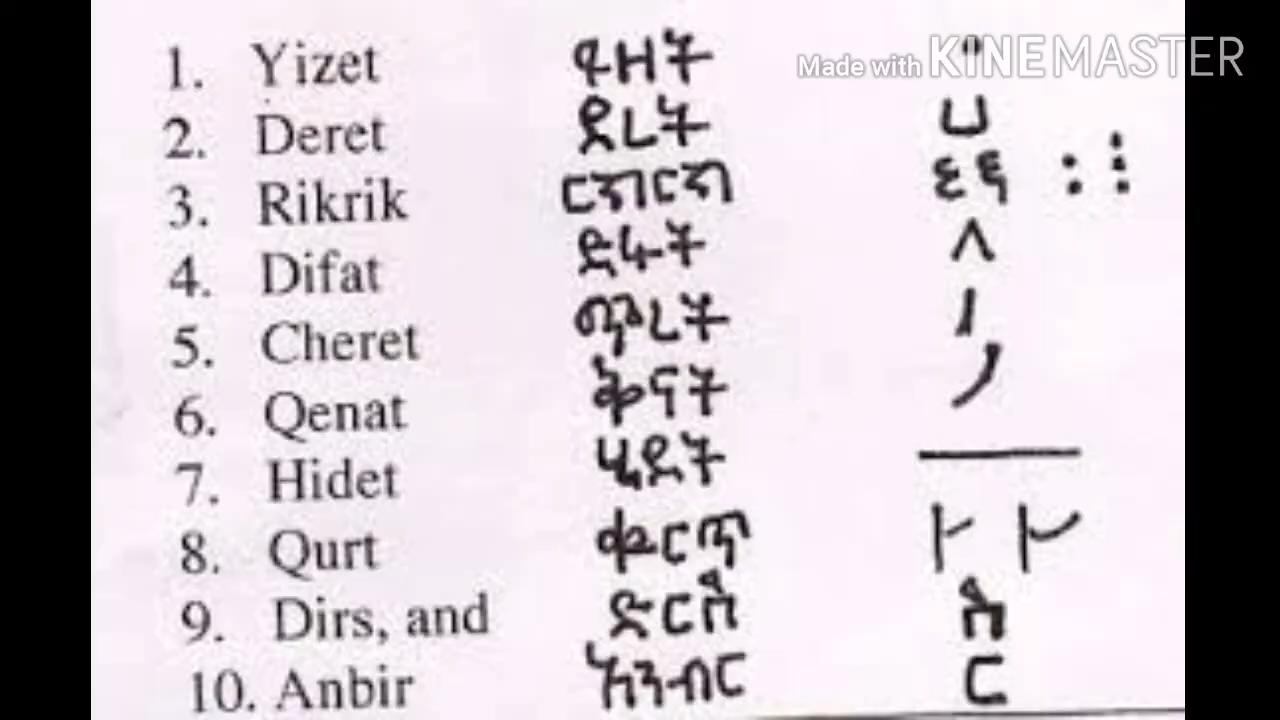 1. Yizet ይዘት
Made with KINEMASTER
2. Deret ደረት
3. Rikrik ርክርክ
4. Difat ድፋት
5. Cheret ጭረት
6. Qenat ቅናት
7. Hidet ሂደት
8. Qurt ቁርጥ
9. Dirs, and ድርስ
10. Anbir አንብር ር